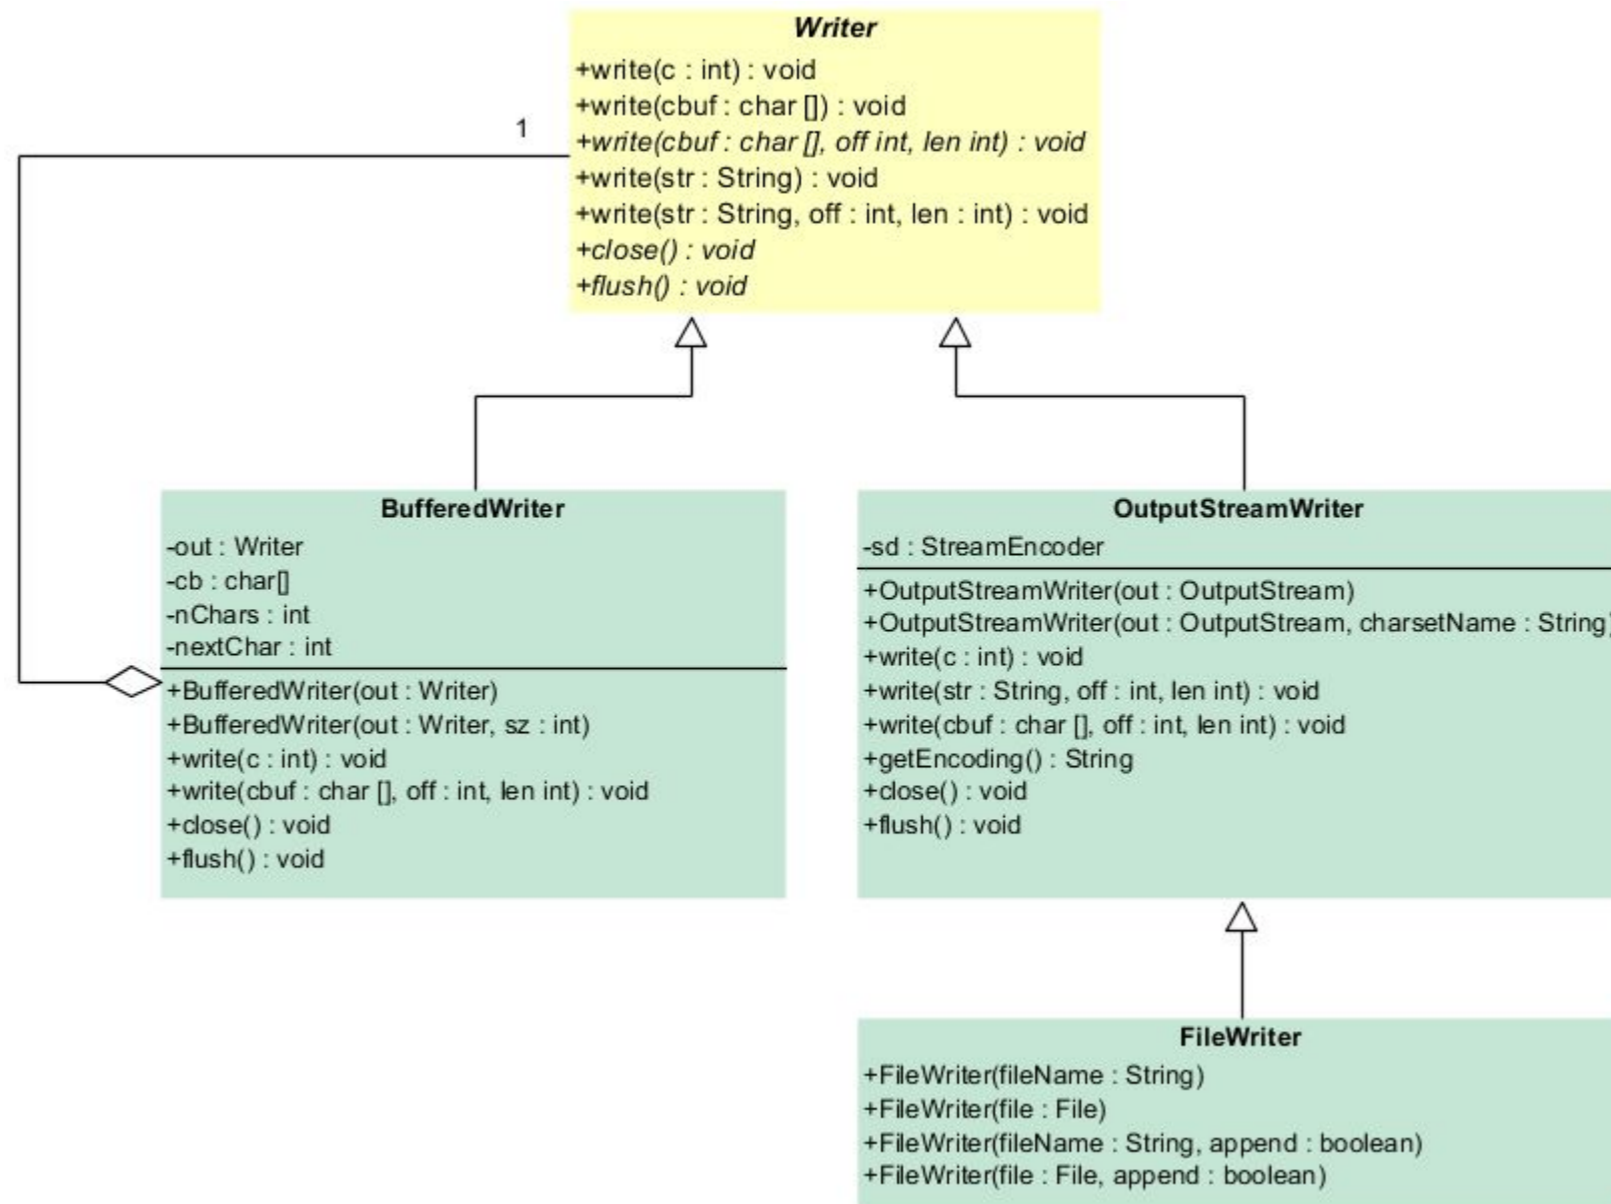 Writer
+write(c : int) : void
+write(cbuf : char []) : void
+write(cbuf : char [], off int, len int) : void
+write(str : String) : void
+write(str : String, off : int, len : int) : void
+close() : void
+flush() : void
1
BufferedWriter
-out : Writer
-cb : char[]
-nChars : int
-nextChar : int
+BufferedWriter(out : Writer)
+BufferedWriter(out : Writer, sz : int)
+write(c : int) : void
+write(cbuf : char [], off : int, len int) : void
+close() : void
+flush() : void
OutputStreamWriter
-sd : StreamEncoder
+OutputStreamWriter(out : OutputStream)
+OutputStreamWriter(out : OutputStream, charsetName : String)
+write(c : int) : void
+write(str : String, off : int, len int) : void
+write(cbuf : char [], off : int, len int) : void
+getEncoding() : String
+close() : void
+flush() : void
FileWriter
+FileWriter(fileName : String)
+FileWriter(file : File)
+FileWriter(fileName : String, append : boolean)
+FileWriter(file : File, append : boolean)